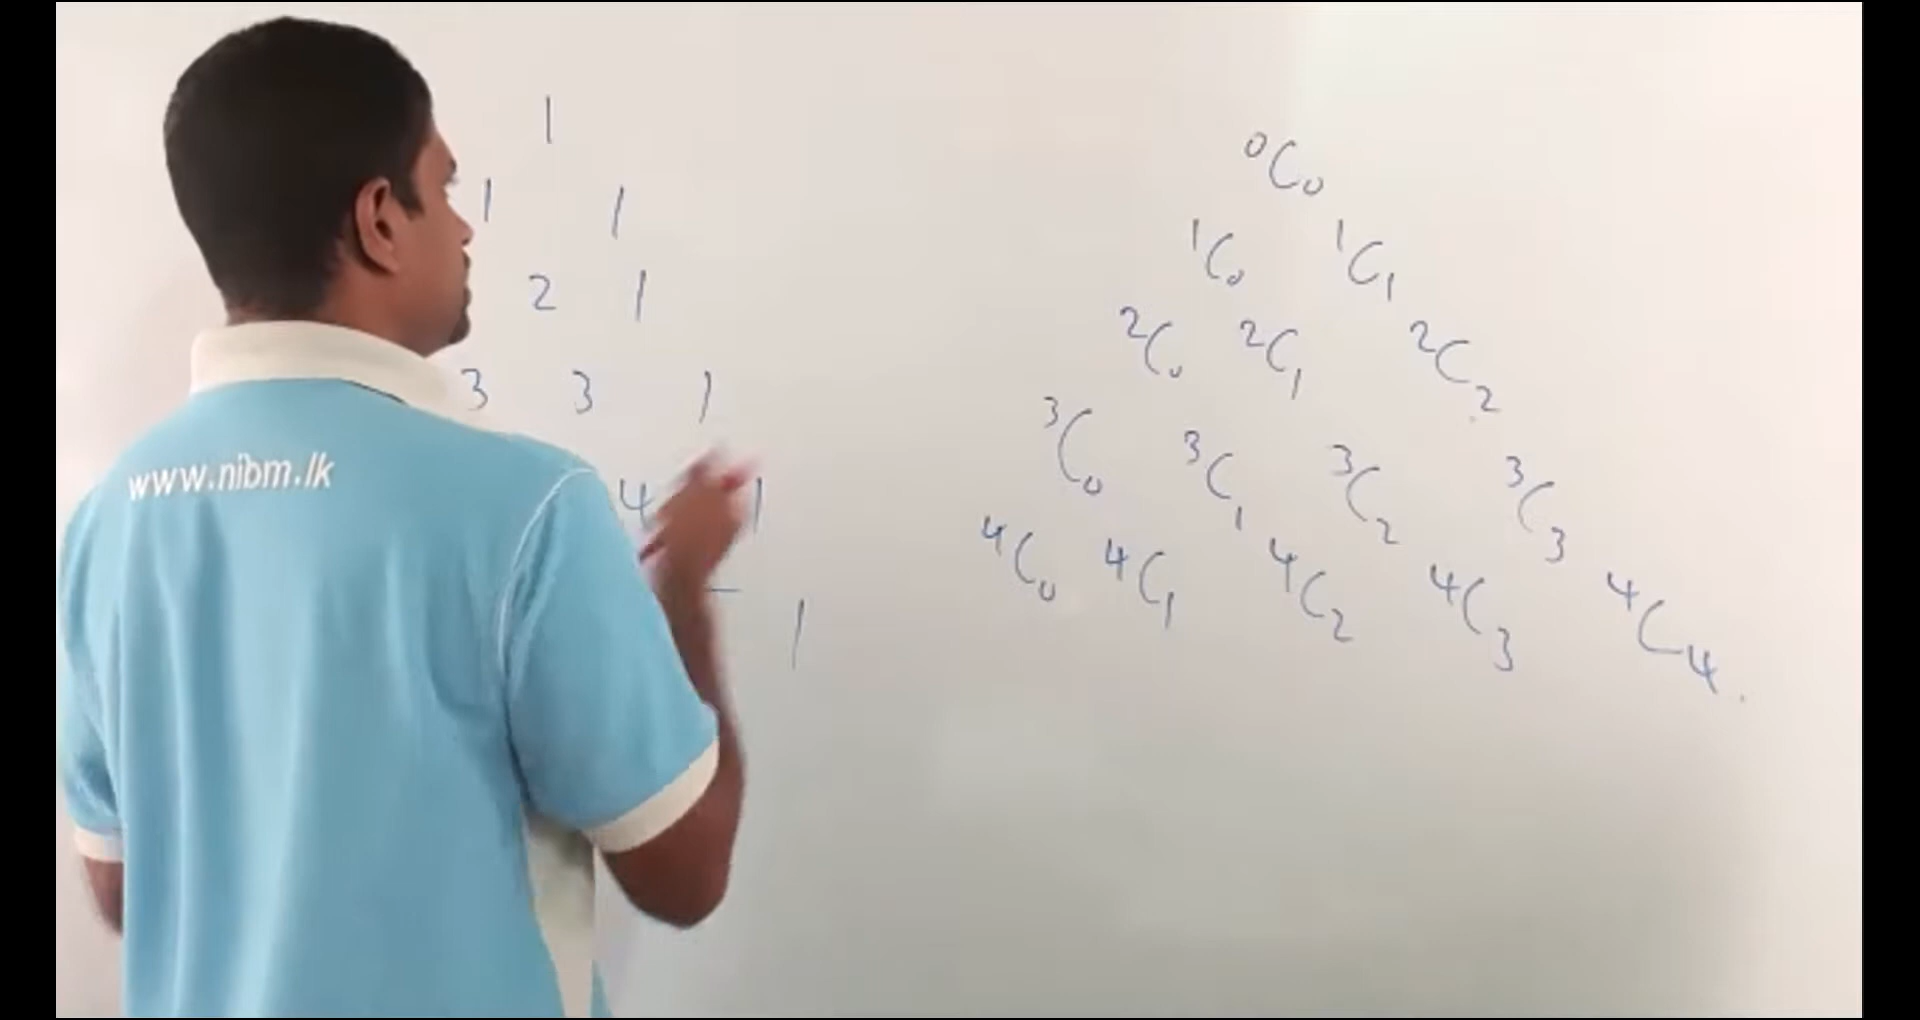 1
1 1
2 1
3 3 1
4 1
1
⁰C₀
¹C₀ ¹C₁
²C₀ ²C₁ ²C₂
³C₀ ³C₁ ³C₂ ³C₃
⁴C₀ ⁴C₁ ⁴C₂ ⁴C₃ ⁴C₄.
www.nibm.lk